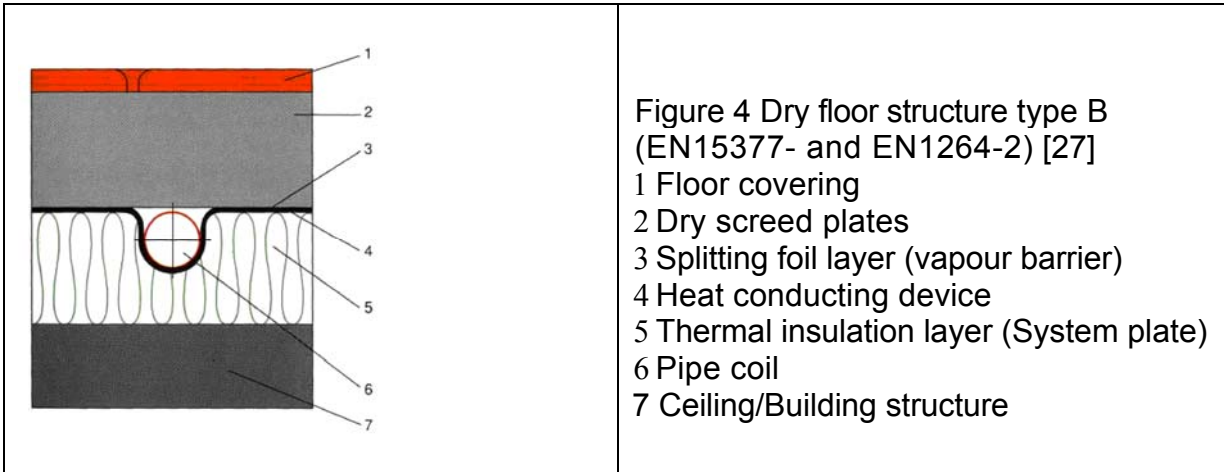 1
2
3
4
5
6
7
Figure 4 Dry floor structure type B
(EN15377- and EN1264-2) [27]
1 Floor covering
2 Dry screed plates
3 Splitting foil layer (vapour barrier)
4 Heat conducting device
5 Thermal insulation layer (System plate)
6 Pipe coil
7 Ceiling/Building structure